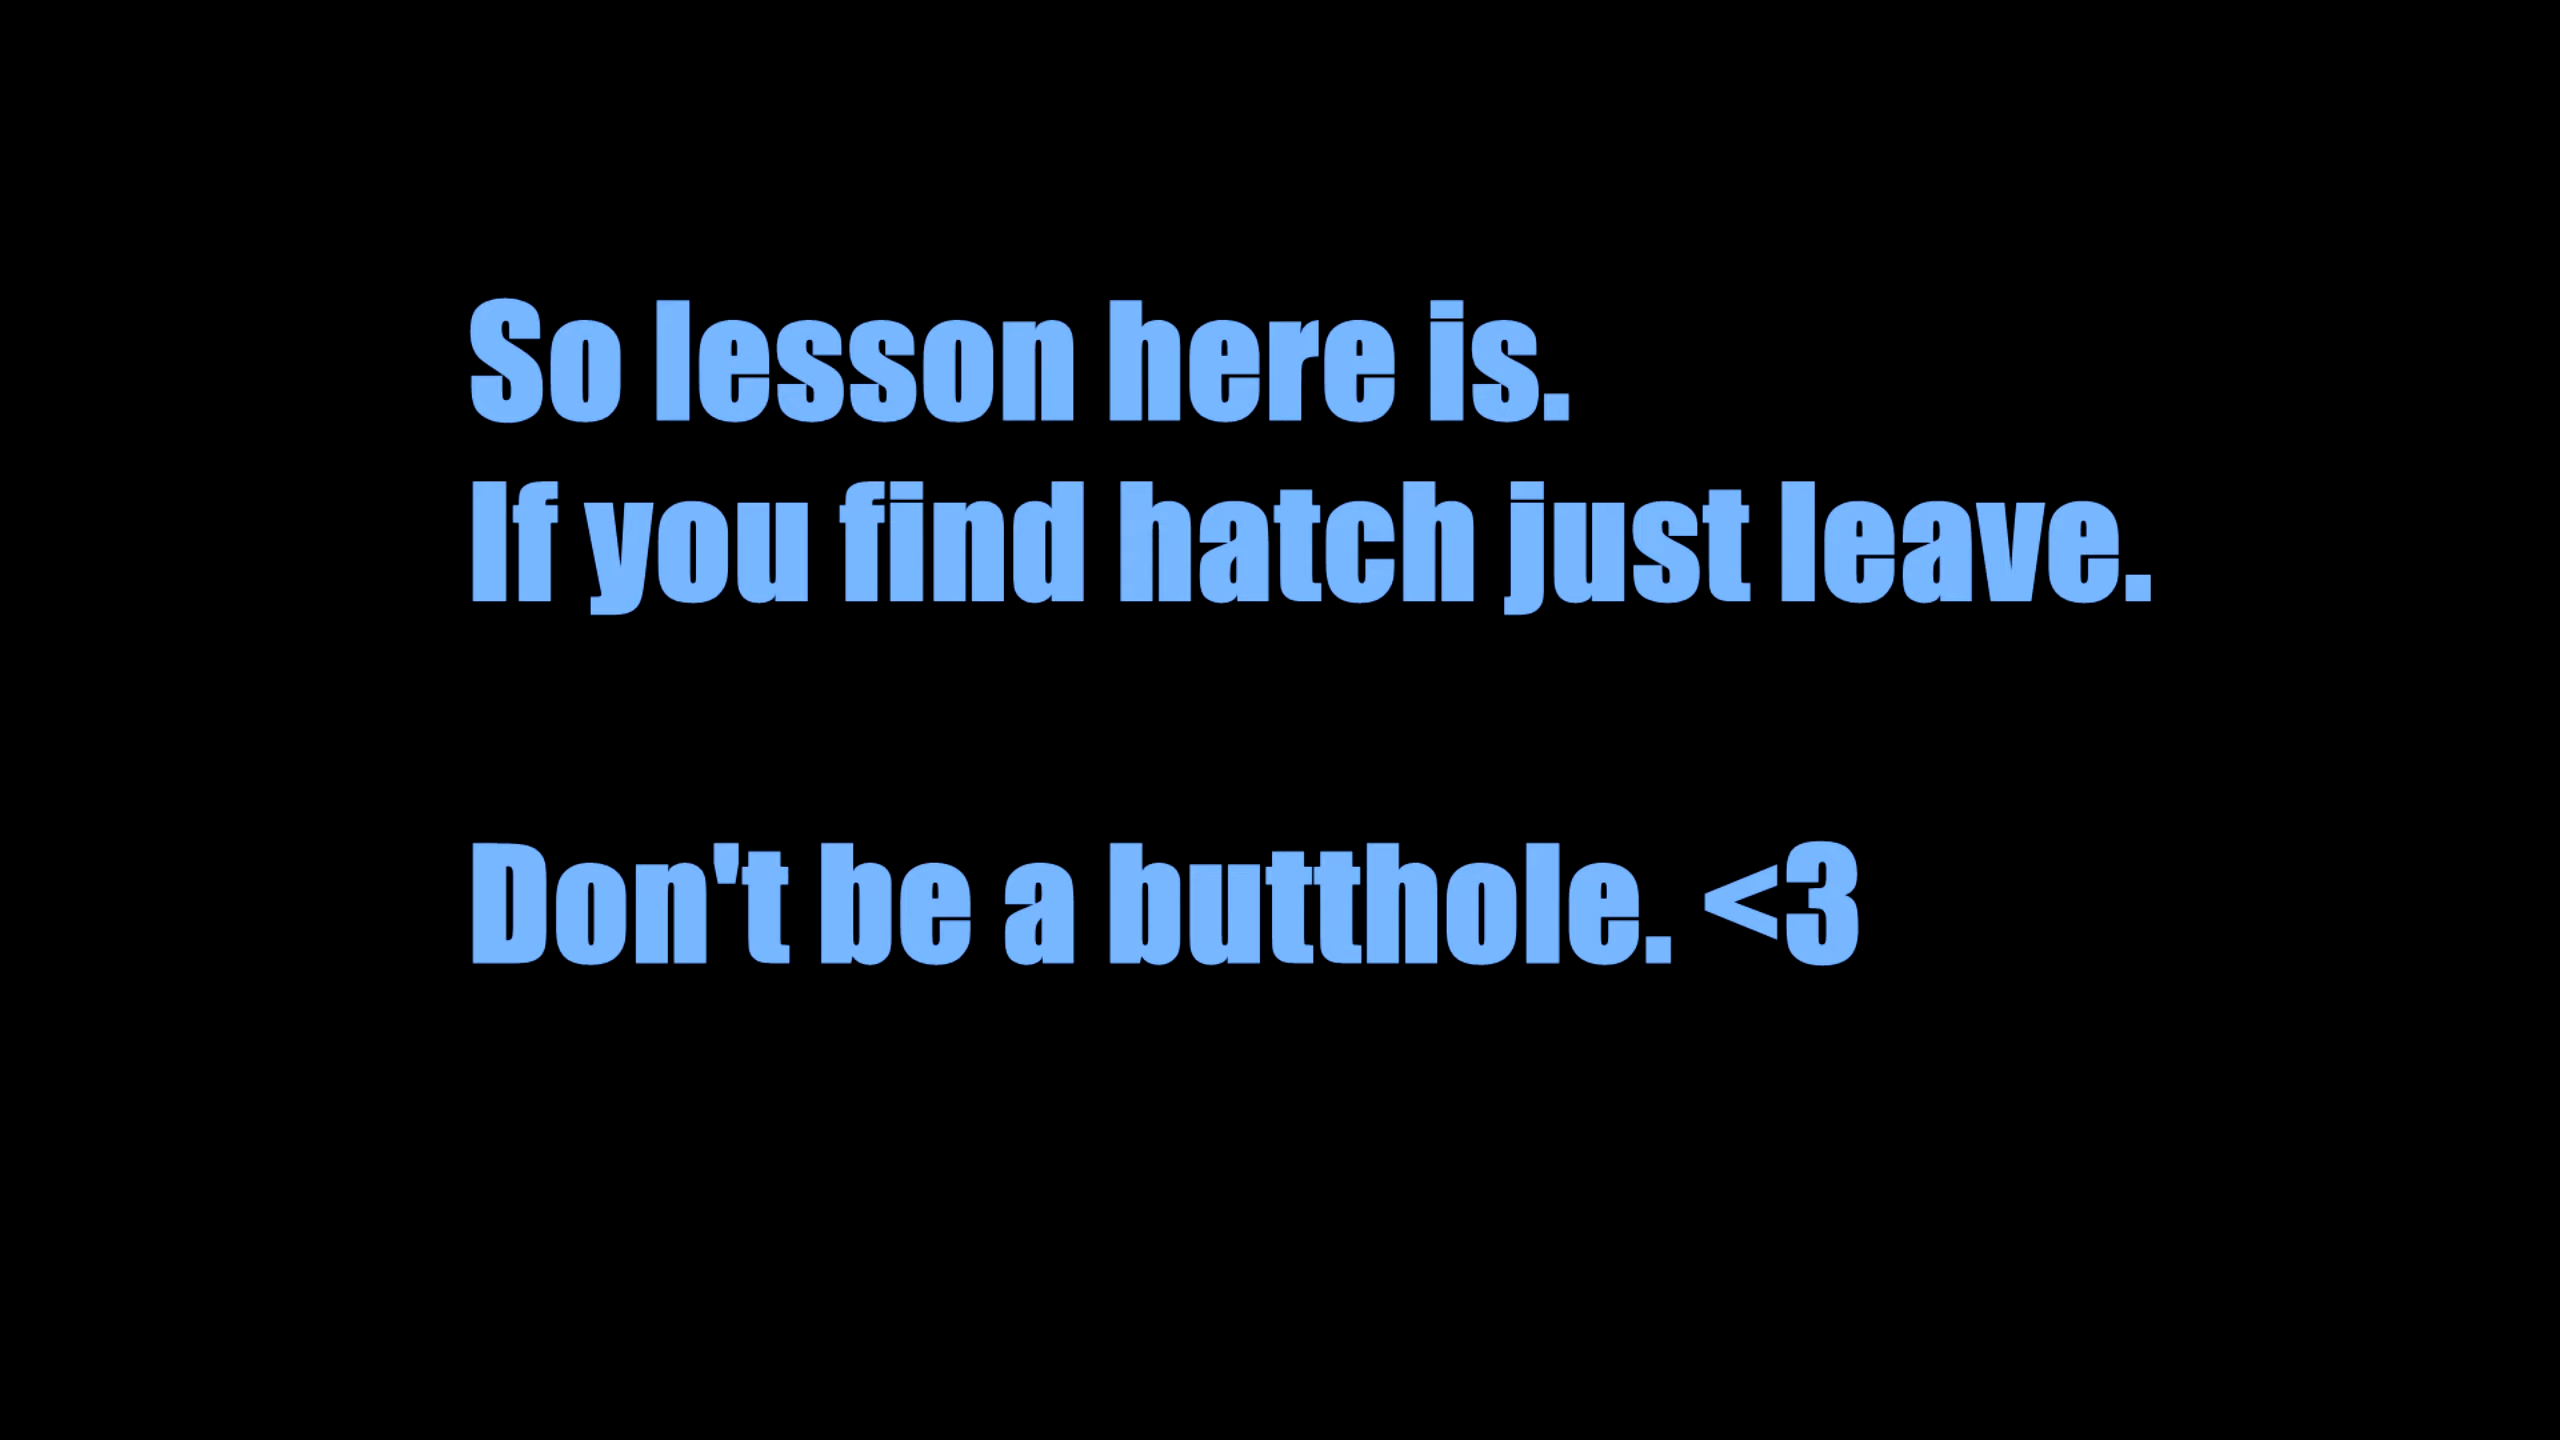 So lesson here is.
If you find hatch just leave.
Don't be a butthole. <3